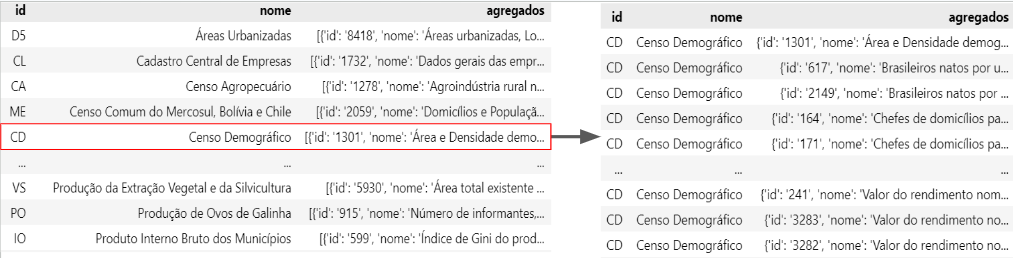 id nome agregados
D5 Áreas Urbanizadas [{'id': '8418', 'nome': 'Áreas urbanizadas, Lo...
CL Cadastro Central de Empresas [{'id': '1732', 'nome': 'Dados gerais das empr...
CA Censo Agropecuário [{'id': '1278', 'nome': 'Agroindústria rural n...
ME Censo Comum do Mercosul, Bolívia e Chile [{'id': '2059', 'nome': 'Domicílios e Populaçã...
CD Censo Demográfico [{'id': '1301', 'nome': 'Área e Densidade demo...
... ... ...
VS Produção da Extração Vegetal e da Silvicultura [{'id': '5930', 'nome': 'Área total existente ...
PO Produção de Ovos de Galinha [{'id': '915', 'nome': 'Número de informantes,...
IO Produto Interno Bruto dos Municípios [{'id': '599', 'nome': 'Índice de Gini do prod...
id nome agregados
CD Censo Demográfico {'id': '1301', 'nome': 'Área e Densidade demog...
CD Censo Demográfico {'id': '617', 'nome': 'Brasileiros natos por u...
CD Censo Demográfico {'id': '2149', 'nome': 'Brasileiros natos por ...
CD Censo Demográfico {'id': '164', 'nome': 'Chefes de domicílios pa...
CD Censo Demográfico {'id': '171', 'nome': 'Chefes de domicílios pa...
... ... ...
CD Censo Demográfico {'id': '241', 'nome': 'Valor do rendimento nom...
CD Censo Demográfico {'id': '3283', 'nome': 'Valor do rendimento no...
CD Censo Demográfico {'id': '3282', 'nome': 'Valor do rendimento no...